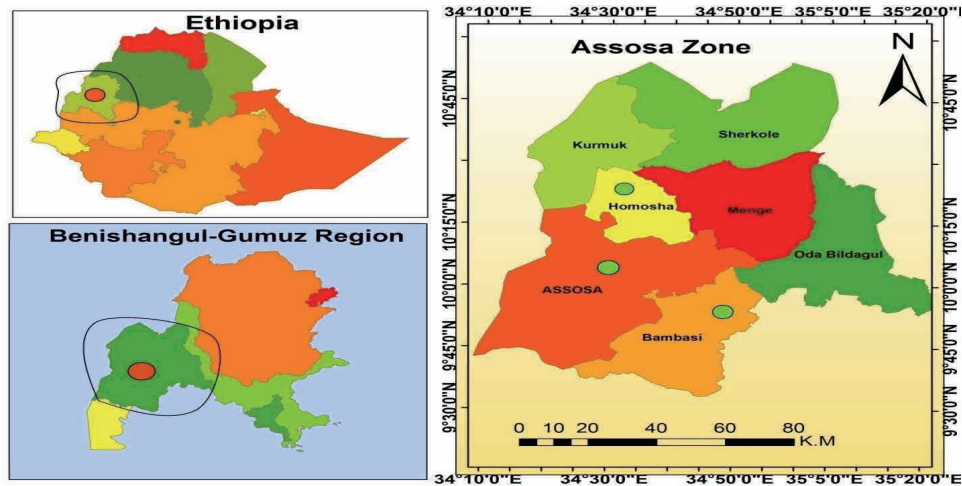 Ethiopia
Benishangul-Gumuz Region
34°10'0"E 34°30'0"E 34°50'0"E 35°5'0"E 35°20'0"E
Assosa Zone
N
10°45'0"N
10°45'0"N
Kurmuk
Sherkole
Homosha
Menge
10°15'0"N
10°15'0"N
Oda Bildagul
10°0'0"N
10°0'0"N
ASSOSA
Bambasi
9°45'0"N
9°45'0"N
9°30'0"N
9°30'0"N
0 10 20 40 60 80
K.M
34°10'0"E 34°30'0"E 34°50'0"E 35°5'0"E 35°20'0"E